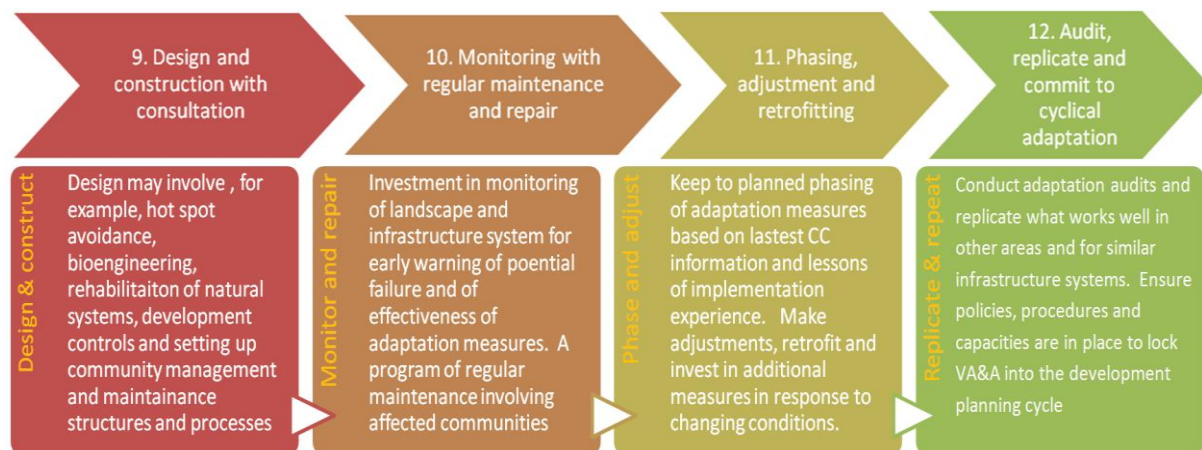 9. Design and
construction with
consultation
10. Monitoring with
regular maintenance
and repair
11. Phasing,
adjustment and
retrofitting
12. Audit,
replicate and
commit to
cyclical
adaptation
Design & construct
Design may involve , for
example, hot spot
avoidance,
bioengineering,
rehabilitaiton of natural
systems, development
controls and setting up
community management
and maintainance
structures and processes
Monitor and repair
Investment in monitoring
of landscape and
infrastructure system for
early warning of potential
failure and of
effectiveness of
adaptation measures.  A
program of regular
maintenance involving
affected communities
Phase and adjust
Keep to planned phasing
of adaptation measures
based on lastest CC
information and lessons
of implementation
experience.   Make
adjustments, retrofit and
invest in additional
measures in response to
changing conditions.
Replicate & repeat
Conduct adaptation audits and
replicate what works well in
other areas and for similar
infrastructure systems.  Ensure
policies, procedures and
capacities are in place to lock
VA&A into the development
planning cycle